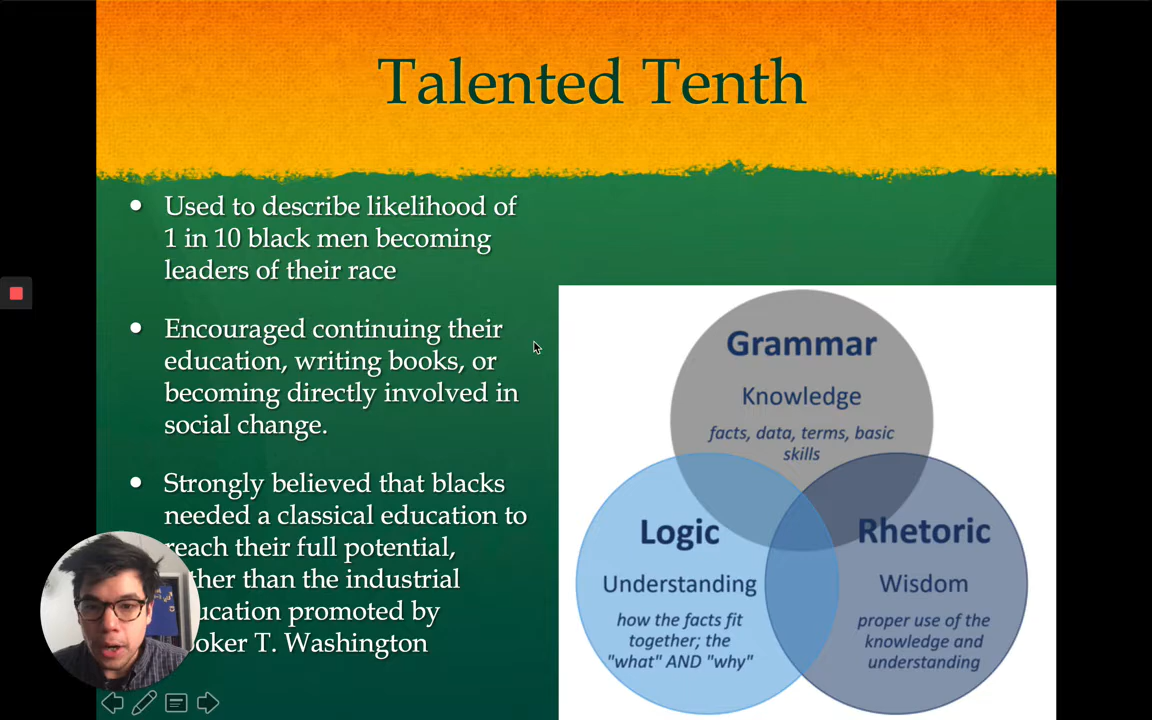 Talented Tenth
Used to describe likelihood of
1 in 10 black men becoming
leaders of their race
Encouraged continuing their
education, writing books, or
becoming directly involved in
social change.
Strongly believed that blacks
needed a classical education to
reach their full potential,
than the industrial
promoted by
T. Washington
Grammar
Knowledge
facts, data, terms, basic
skills
Logic
Understanding
how the facts fit
together; the
"what" AND "why"
Rhetoric
Wisdom
proper use of the
knowledge and
understanding